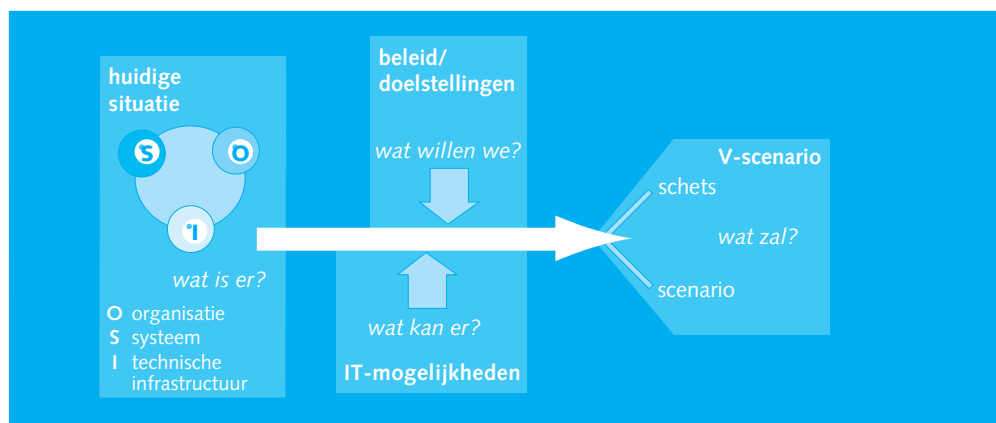 huidige
situatie
°S
°O
°I
wat is er?
O organisatie
S systeem
I technische
infrastructuur
beleid/
doelstellingen
wat willen we?
wat kan er?
IT-mogelijkheden
V-scenario
schets
wat zal?
scenario